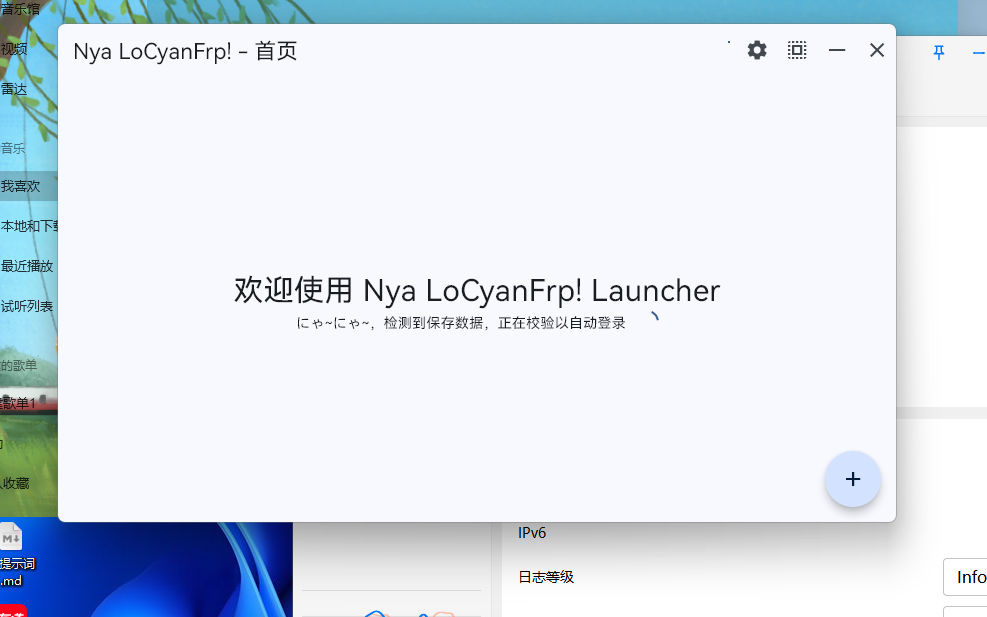 音乐馆
视频
雷达
音乐
我喜欢
本地和下载
最近播放
试听列表
的歌单
歌单1
收藏
提示词
.md
Nya LoCyanFrp! - 首页
欢迎使用 Nya LoCyanFrp! Launcher
にゃ~にゃ~，检测到保存数据，正在校验以自动登录
+
IPv6
日志等级
Info